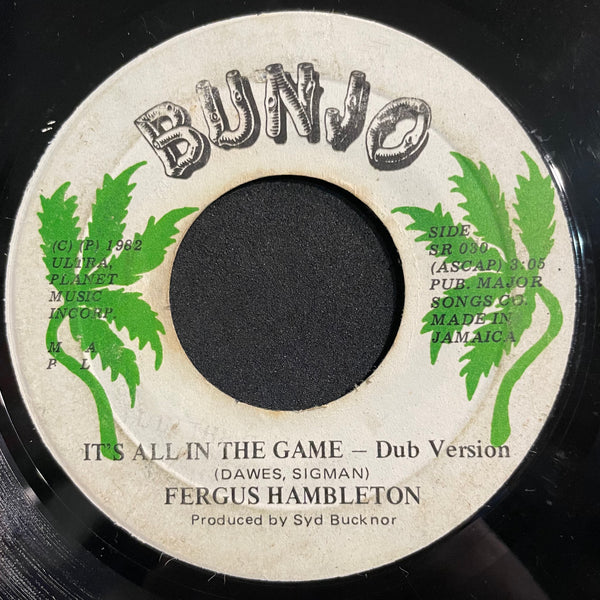 BUNJO
(C) (P) 1982
ULTRA,
PLANET
MUSIC
INCORP.
M A
P L
SIDE
SR 030
(ASCAP) 3:05
PUB. MAJOR
SONGS CO.
MADE IN
JAMAICA
IT'S ALL IN THE GAME – Dub Version
(DAWES, SIGMAN)
FERGUS HAMBLETON
Produced by Syd Bucknor